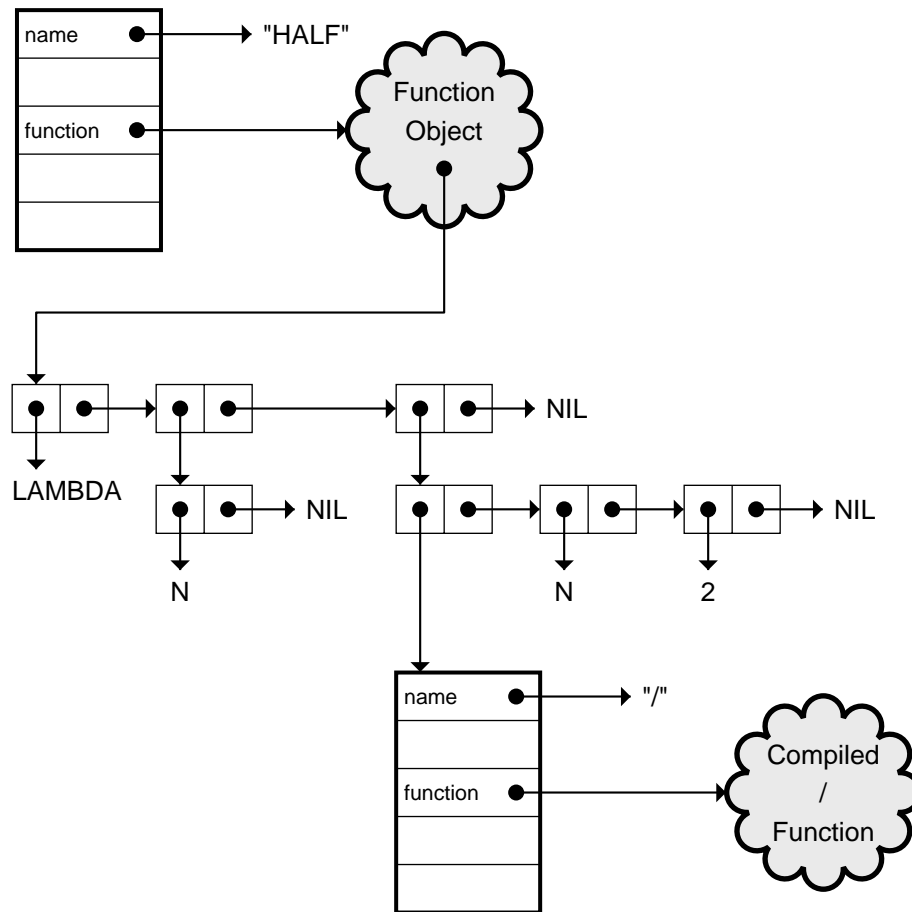 name "HALF"
function
Function
Object
NIL
LAMBDA
NIL
NIL
N
N
2
name "/"
function
Compiled
/
Function